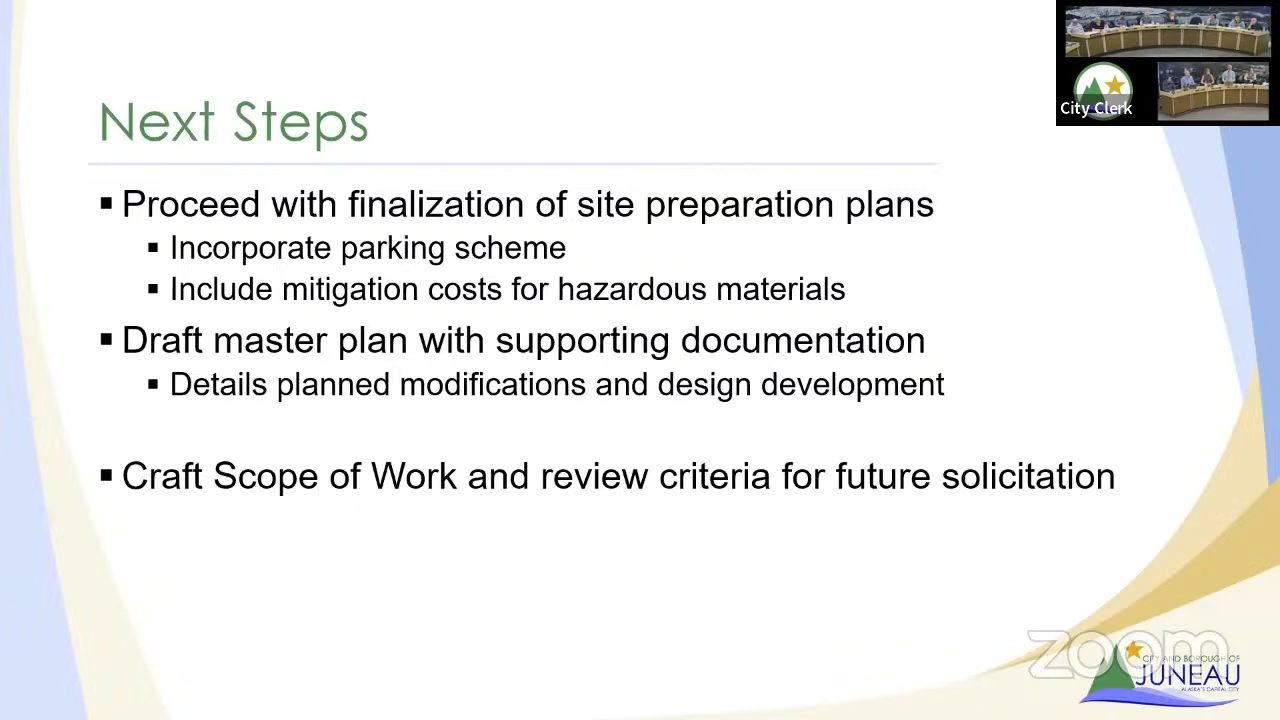 City Clerk
Next Steps
Proceed with finalization of site preparation plans
Incorporate parking scheme
Include mitigation costs for hazardous materials
Draft master plan with supporting documentation
Details planned modifications and design development
Craft Scope of Work and review criteria for future solicitation
zoom
CITY AND BOROUGH OF
JUNEAU
ALASKA'S CAPITAL CITY